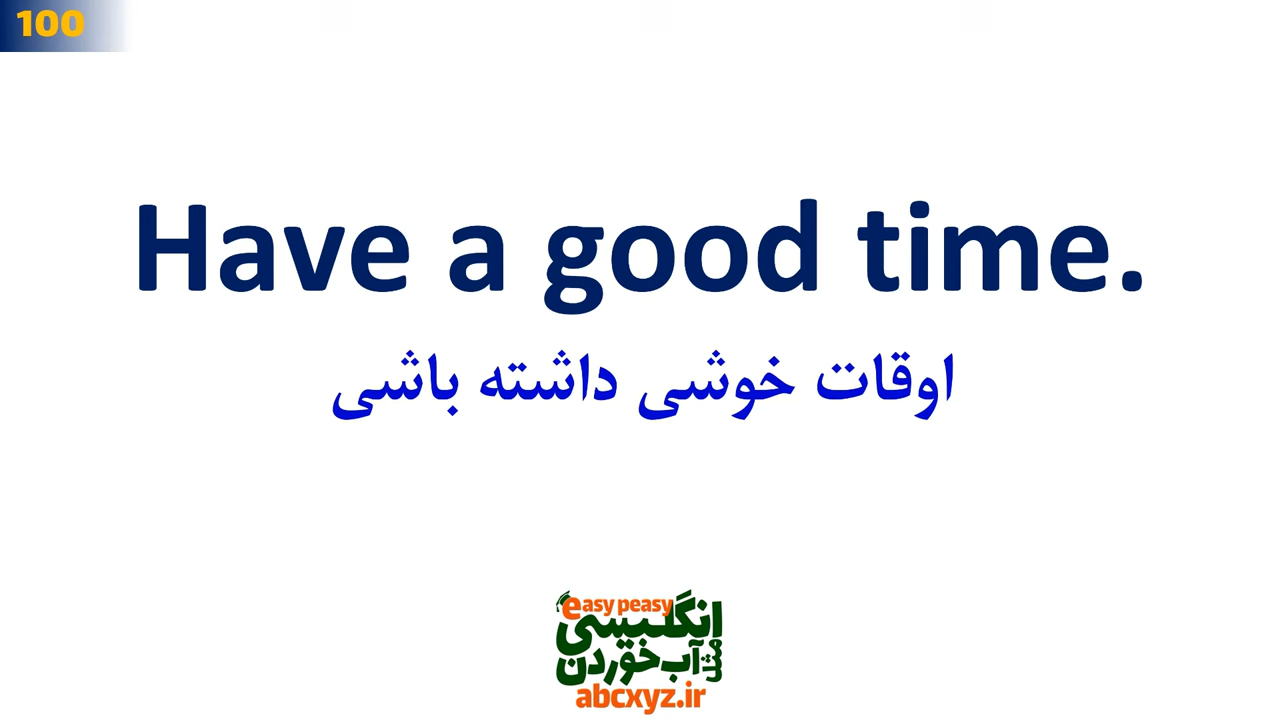 100
Have a good time.
اوقات خوشی داشته باشی
easy peasy
انگلیسی
مثل آب خوردن
abcxyz.ir